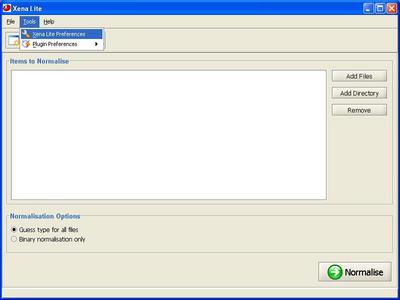 Xena Lite
File Tools Help
Xena Lite Preferences
Plugin Preferences
Items to Normalise
Add Files
Add Directory
Remove
Normalisation Options
Guess type for all files
Binary normalisation only
Normalise